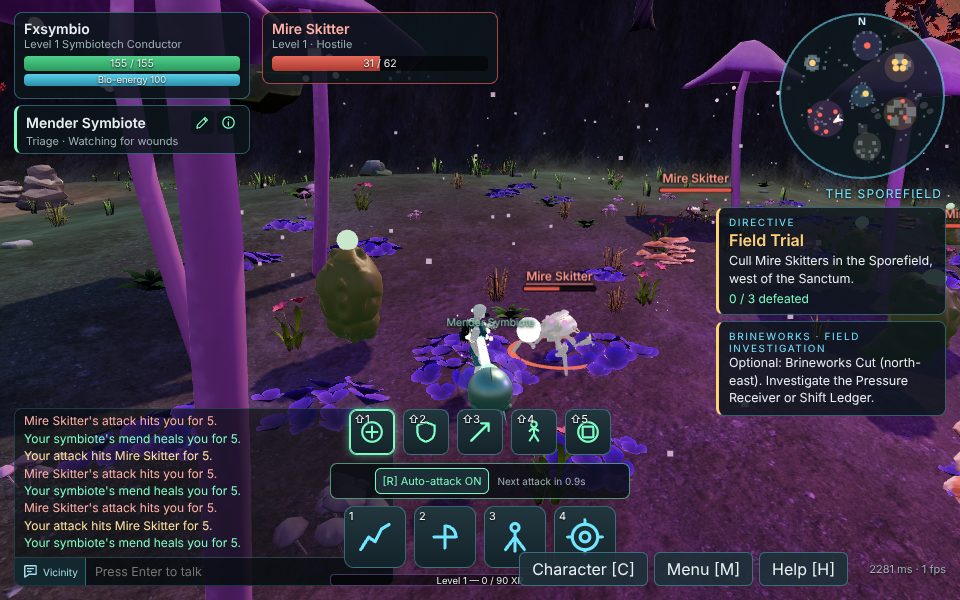 Fxsymbio
Level 1 Symbiotech Conductor
155 / 155
Bio-energy 100
Mire Skitter
Level 1 · Hostile
31 / 62
N
Mender Symbiote
Triage · Watching for wounds
THE SPOREFIELD
Mire Skitter
DIRECTIVE
Field Trial
Cull Mire Skitters in the Sporefield,
west of the Sanctum.
0 / 3 defeated
Mire Skitter
Mender Symbiote
BRINEWORKS · FIELD
INVESTIGATION
Optional: Brineworks Cut (north-
east). Investigate the Pressure
Receiver or Shift Ledger.
Mire Skitter's attack hits you for 5.
Your symbiote's mend heals you for 5.
Your attack hits Mire Skitter for 5.
Mire Skitter's attack hits you for 5.
Your symbiote's mend heals you for 5.
Mire Skitter's attack hits you for 5.
Your attack hits Mire Skitter for 5.
Your symbiote's mend heals you for 5.
⇧1 ⇧2 ⇧3 ⇧4 ⇧5
[R] Auto-attack ON Next attack in 0.9s
1 2 3 4
Vicinity Press Enter to talk
Level 1 — 0 / 90
Character [C] Menu [M] Help [H]
2281 ms · 1 fps